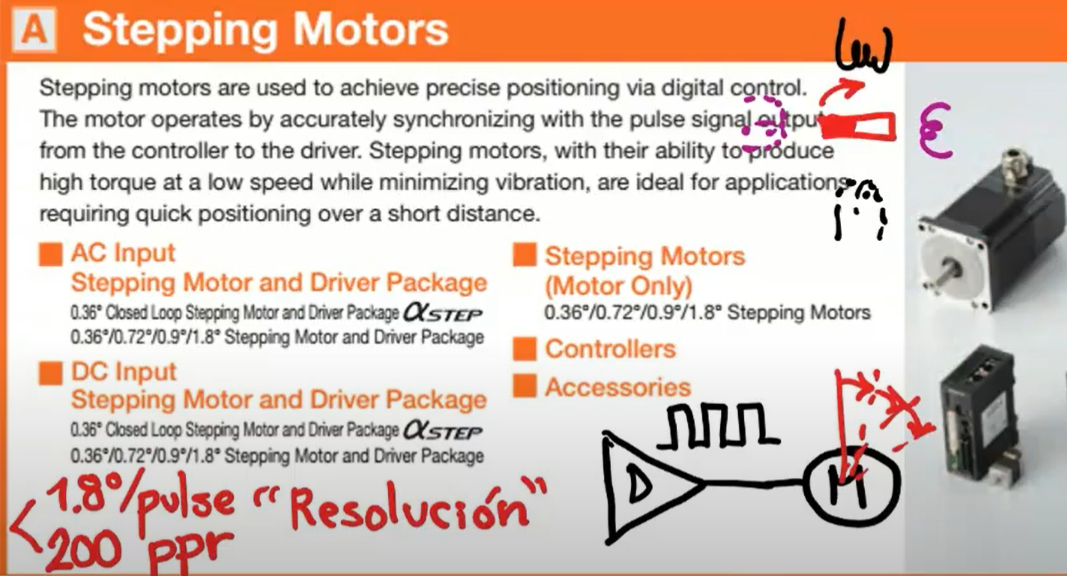 A Stepping Motors
Stepping motors are used to achieve precise positioning via digital control.
The motor operates by accurately synchronizing with the pulse signal output
from the controller to the driver. Stepping motors, with their ability to produce
high torque at a low speed while minimizing vibration, are ideal for applications
requiring quick positioning over a short distance.
AC Input
Stepping Motor and Driver Package
0.36° Closed Loop Stepping Motor and Driver Package αSTEP
0.36°/0.72°/0.9°/1.8° Stepping Motor and Driver Package
DC Input
Stepping Motor and Driver Package
0.36° Closed Loop Stepping Motor and Driver Package αSTEP
0.36°/0.72°/0.9°/1.8° Stepping Motor and Driver Package
Stepping Motors
(Motor Only)
0.36°/0.72°/0.9°/1.8° Stepping Motors
Controllers
Accessories
D
M
1.8°/pulse "Resolución"
200 ppr